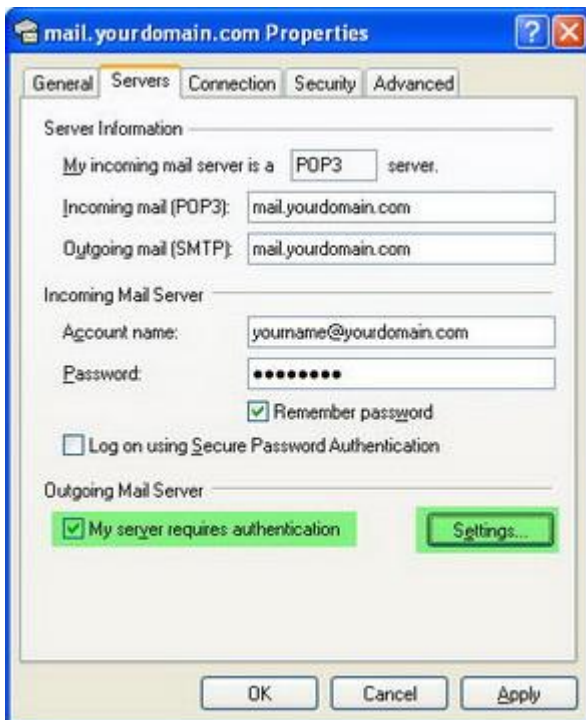 mail.yourdomain.com Properties
General Servers Connection Security Advanced
Server Information
My incoming mail server is a POP3 server.
Incoming mail (POP3): mail.yourdomain.com
Outgoing mail (SMTP): mail.yourdomain.com
Incoming Mail Server
Account name: yourname@yourdomain.com
Password: ●●●●●●●●
Remember password
Log on using Secure Password Authentication
Outgoing Mail Server
My server requires authentication Settings...
OK Cancel Apply